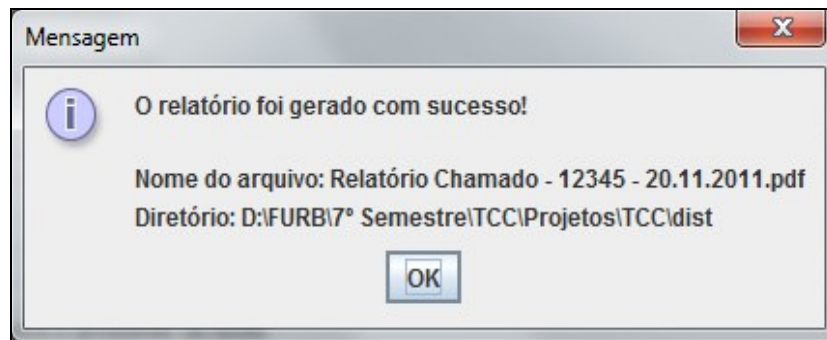 Mensagem
O relatório foi gerado com sucesso!
Nome do arquivo: Relatório Chamado - 12345 - 20.11.2011.pdf
Diretório: D:\FURB\7º Semestre\TCC\Projetos\TCC\dist
OK